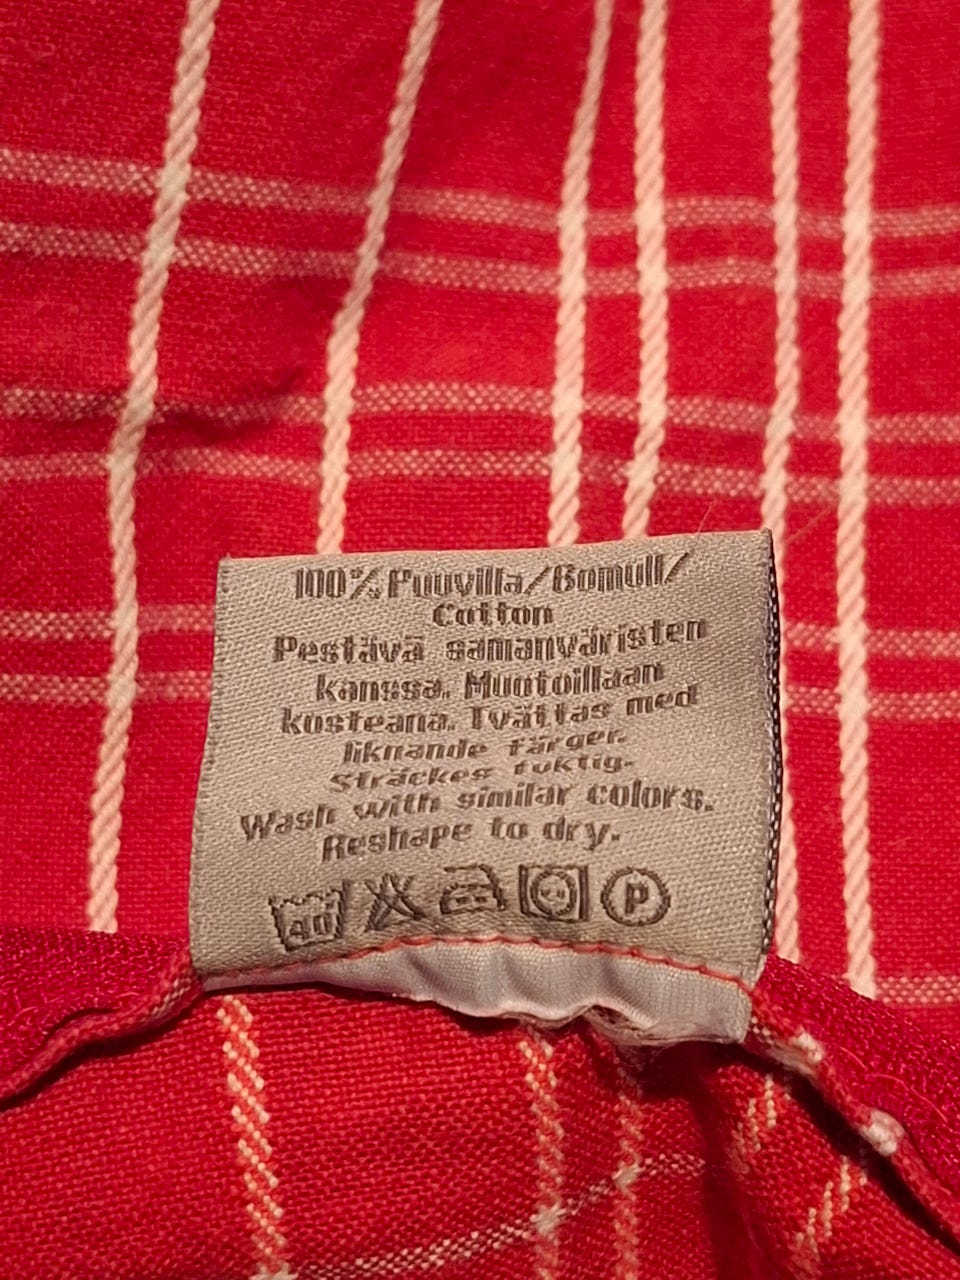 100% Puuvilla/Bomull/
Cotton
Pestävä samanväristen
kanssa. Muotoillaan
kosteana. Tvättas med
liknande färger.
Sträckes fuktig.
Wash with similar colors.
Reshape to dry.
40 P